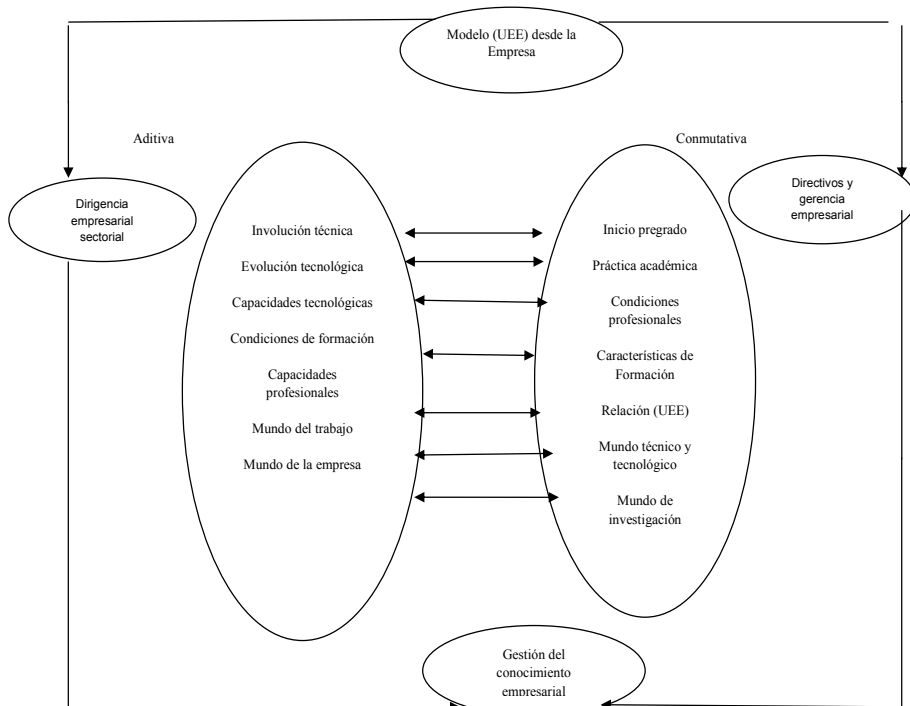 Modelo (UEE) desde la
Empresa
Aditiva
Conmutativa
Dirigencia
empresarial
sectorial
Directivos y
gerencia
empresarial
Involución técnica
Evolución tecnológica
Capacidades tecnológicas
Condiciones de formación
Capacidades
profesionales
Mundo del trabajo
Mundo de la empresa
Inicio pregrado
Práctica académica
Condiciones
profesionales
Características de
Formación
Relación (UEE)
Mundo técnico y
tecnológico
Mundo de
investigación
Gestión del
conocimiento
empresarial